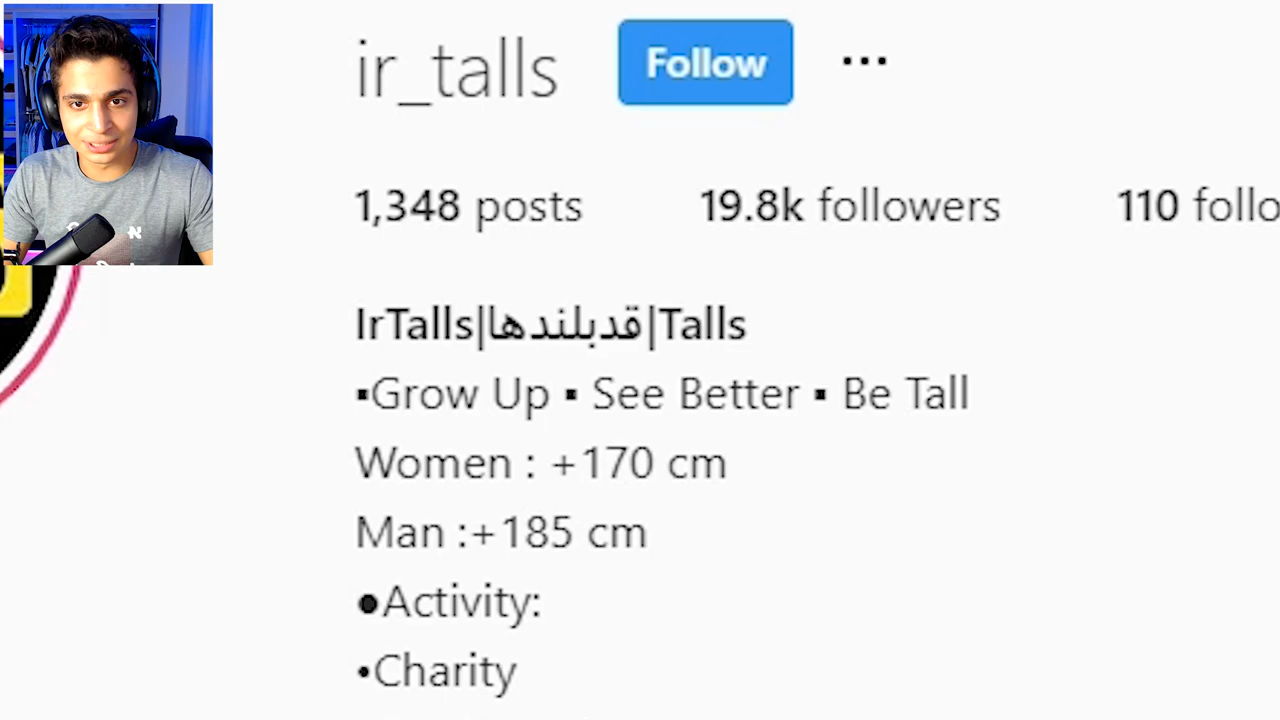 ir_talls Follow ...
1,348 posts 19.8k followers 110 follo
IrTalls|قدبلندها|Talls
▪Grow Up ▪ See Better ▪ Be Tall
Women : +170 cm
Man :+185 cm
●Activity:
•Charity